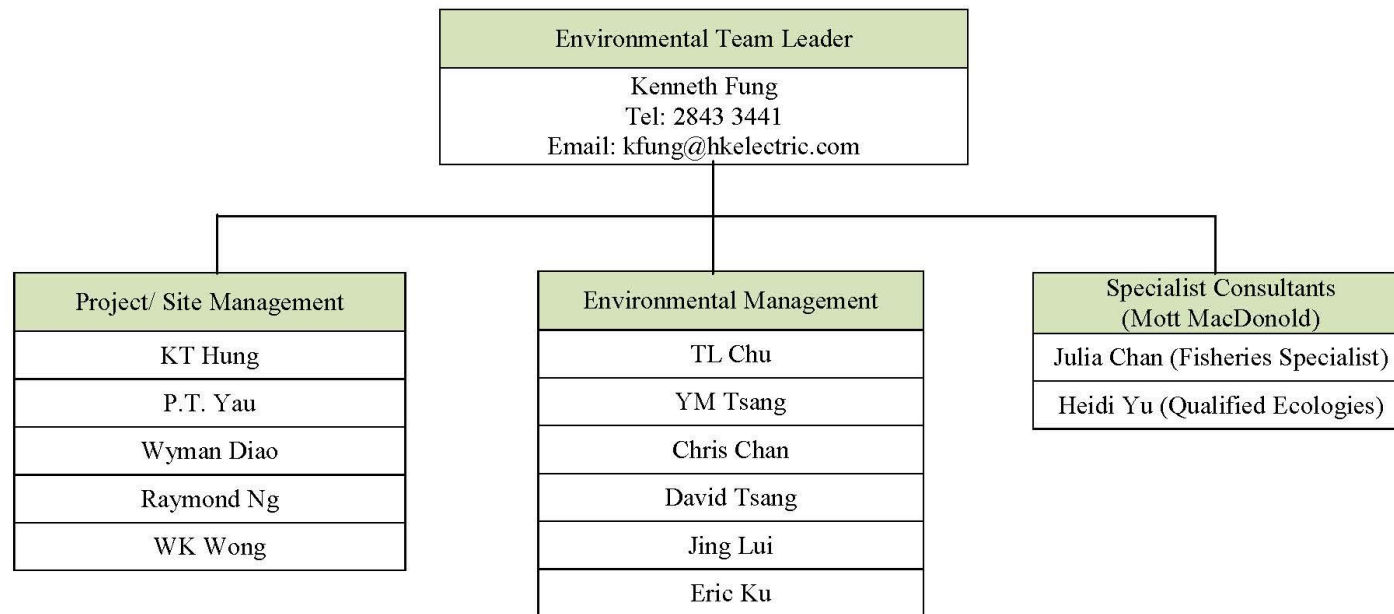 Environmental Team Leader
Kenneth Fung
Tel: 2843 3441
Email: kfung@hkelectric.com
Project/ Site Management
KT Hung
P.T. Yau
Wyman Diao
Raymond Ng
WK Wong
Environmental Management
TL Chu
YM Tsang
Chris Chan
David Tsang
Jing Lui
Eric Ku
Specialist Consultants
(Mott MacDonold)
Julia Chan (Fisheries Specialist)
Heidi Yu (Qualified Ecologies)